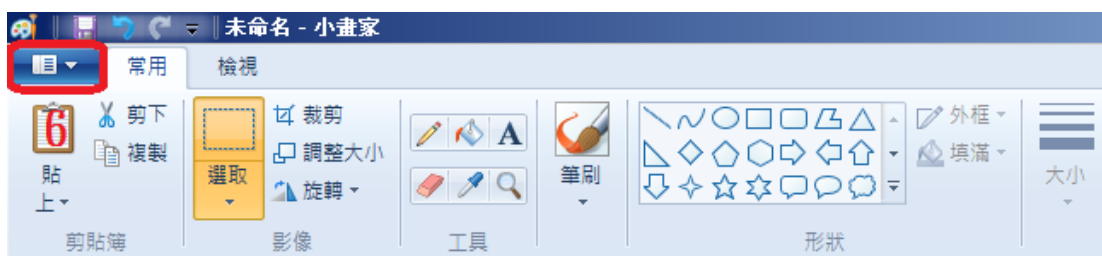 未命名 - 小畫家
常用 檢視
6 剪下
複製
貼
上
選取
裁剪
調整大小
旋轉
A
筆刷
外框
填滿
大小
剪貼簿 影像 工具 形狀